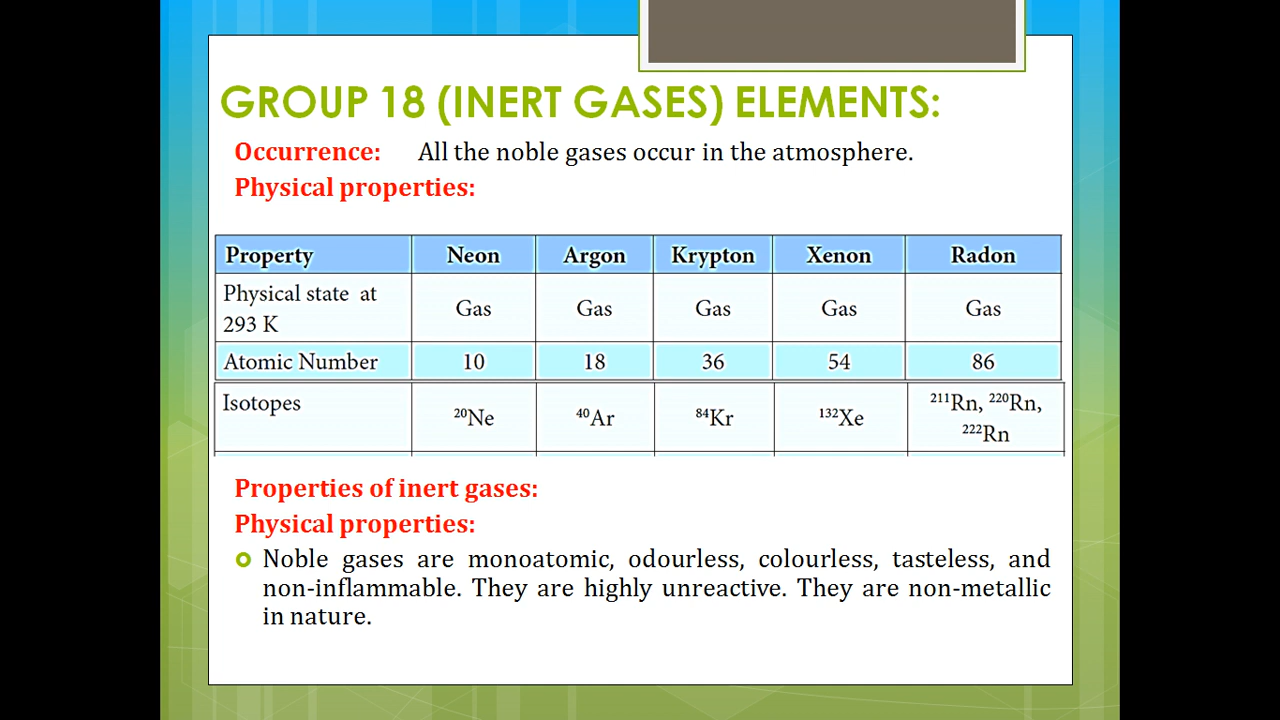 GROUP 18 (INERT GASES) ELEMENTS:
Occurrence: All the noble gases occur in the atmosphere.
Physical properties:
Property Neon Argon Krypton Xenon Radon
Physical state at
293 K Gas Gas Gas Gas Gas
Atomic Number 10 18 36 54 86
Isotopes ²⁰Ne ⁴⁰Ar ⁸⁴Kr ¹³²Xe ²¹¹Rn, ²²⁰Rn,
²²²Rn
Properties of inert gases:
Physical properties:
Noble gases are monoatomic, odourless, colourless, tasteless, and
non-inflammable. They are highly unreactive. They are non-metallic
in nature.